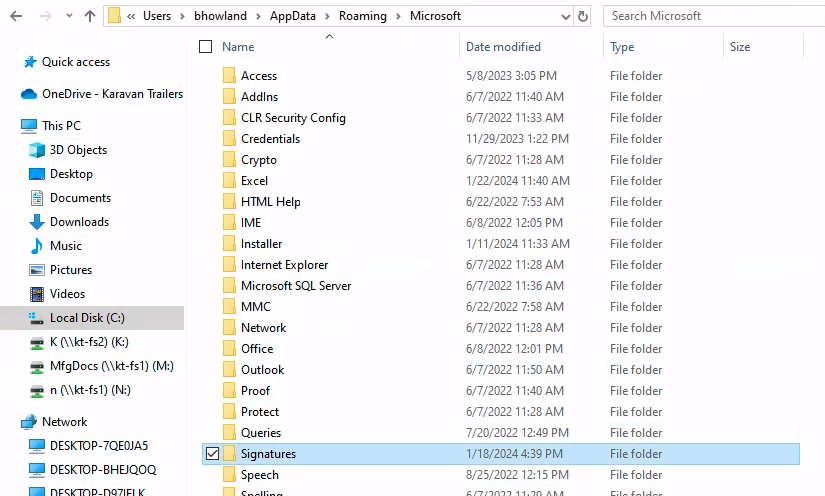 « Users > bhowland > AppData > Roaming > Microsoft
Search Microsoft
Name Date modified Type Size
Quick access
OneDrive - Karavan Trailers
This PC
3D Objects
Desktop
Documents
Downloads
Music
Pictures
Videos
Local Disk (C:)
K (\\kt-fs2) (K:)
MfgDocs (\\kt-fs1) (M:)
n (\\kt-fs1) (N:)
Network
DESKTOP-7QE0JA5
DESKTOP-BHEJQOQ
Access 5/8/2023 3:05 PM File folder
AddIns 6/7/2022 11:40 AM File folder
CLR Security Config 6/7/2022 11:33 AM File folder
Credentials 11/29/2023 1:22 PM File folder
Crypto 6/7/2022 11:28 AM File folder
Excel 1/22/2024 11:40 AM File folder
HTML Help 6/22/2022 7:53 AM File folder
IME 6/8/2022 12:05 PM File folder
Installer 1/11/2024 11:33 AM File folder
Internet Explorer 6/7/2022 11:28 AM File folder
Microsoft SQL Server 6/7/2022 11:36 AM File folder
MMC 6/22/2022 7:58 AM File folder
Network 6/7/2022 11:28 AM File folder
Office 6/8/2022 12:01 PM File folder
Outlook 6/7/2022 11:50 AM File folder
Proof 6/7/2022 11:40 AM File folder
Protect 6/7/2022 11:28 AM File folder
Queries 7/20/2022 12:49 PM File folder
Signatures 1/18/2024 4:39 PM File folder
Speech 8/25/2022 12:15 PM File folder
Spelling 6/7/2022 11:29 AM File folder